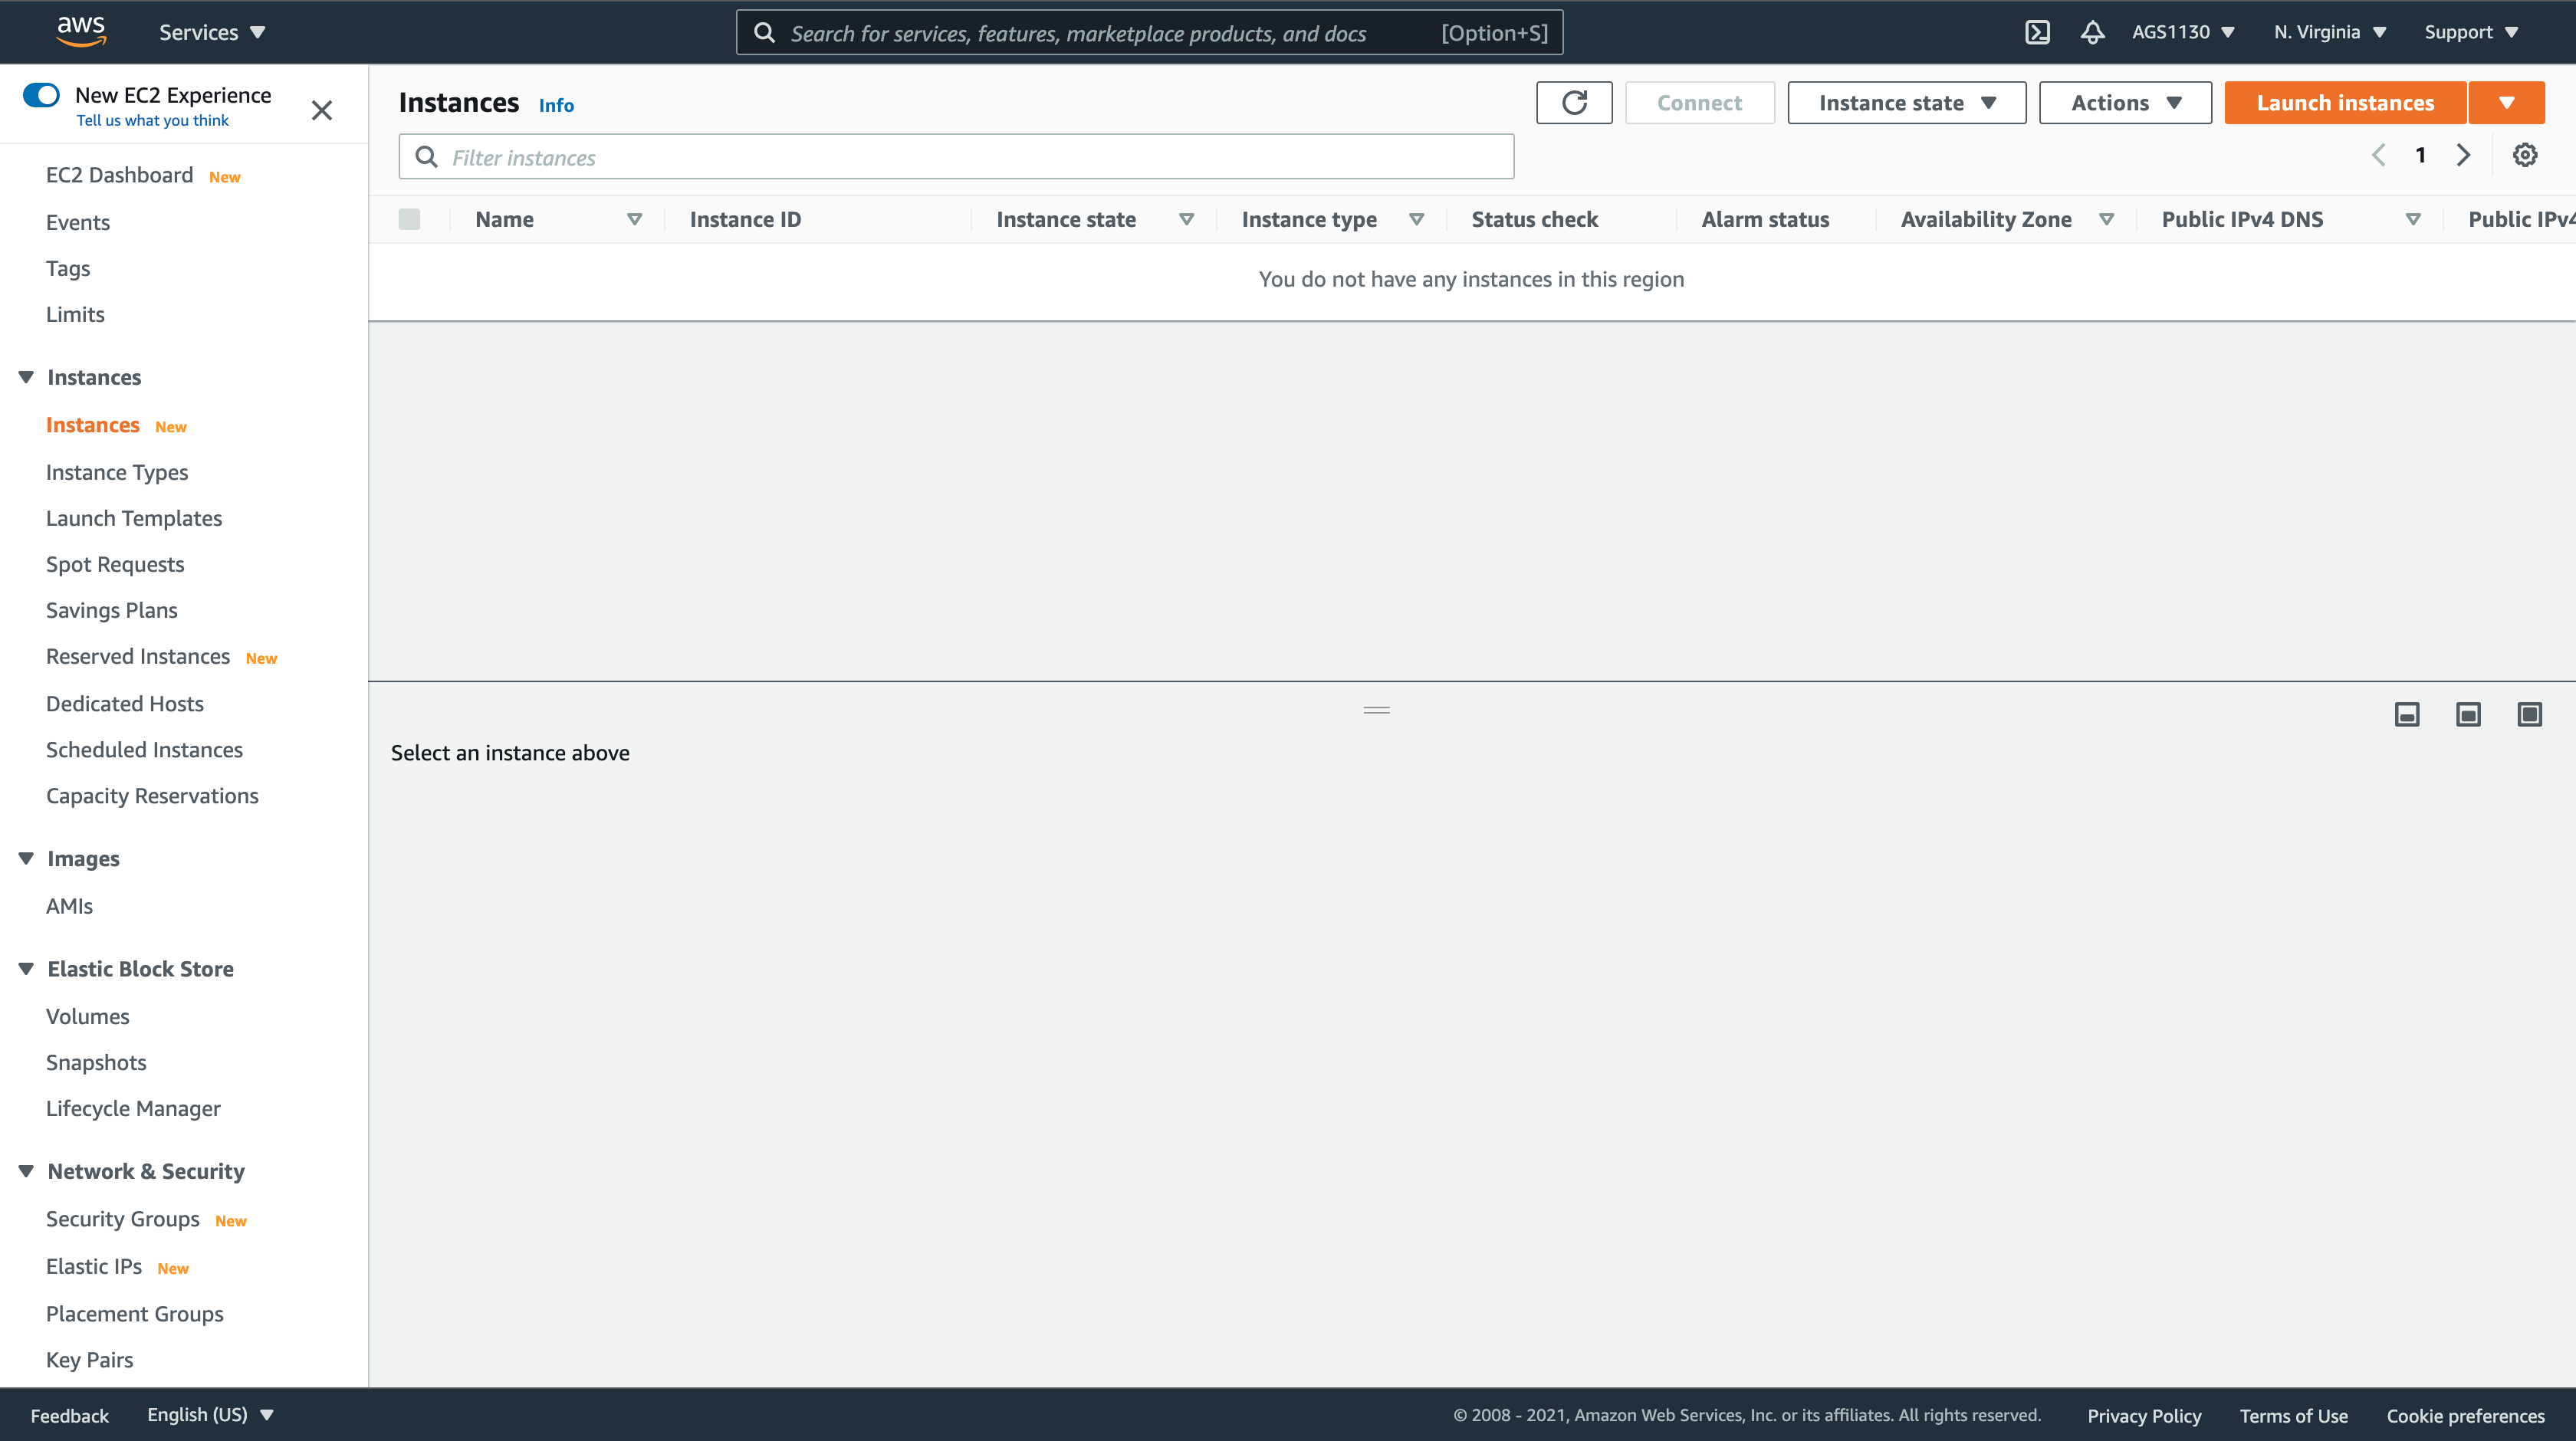 aws
Services
Search for services, features, marketplace products, and docs [Option+S]
AGS1130
N. Virginia
Support
New EC2 Experience
Tell us what you think
EC2 Dashboard New
Events
Tags
Limits
Instances
Instances New
Instance Types
Launch Templates
Spot Requests
Savings Plans
Reserved Instances New
Dedicated Hosts
Scheduled Instances
Capacity Reservations
Images
AMIs
Elastic Block Store
Volumes
Snapshots
Lifecycle Manager
Network & Security
Security Groups New
Elastic IPs New
Placement Groups
Key Pairs
Instances Info
Connect
Instance state
Actions
Launch instances
Filter instances
1
Name Instance ID Instance state Instance type Status check Alarm status Availability Zone Public IPv4 DNS Public IPv4
You do not have any instances in this region
Select an instance above
Feedback English (US)
© 2008 - 2021, Amazon Web Services, Inc. or its affiliates. All rights reserved. Privacy Policy Terms of Use Cookie preferences